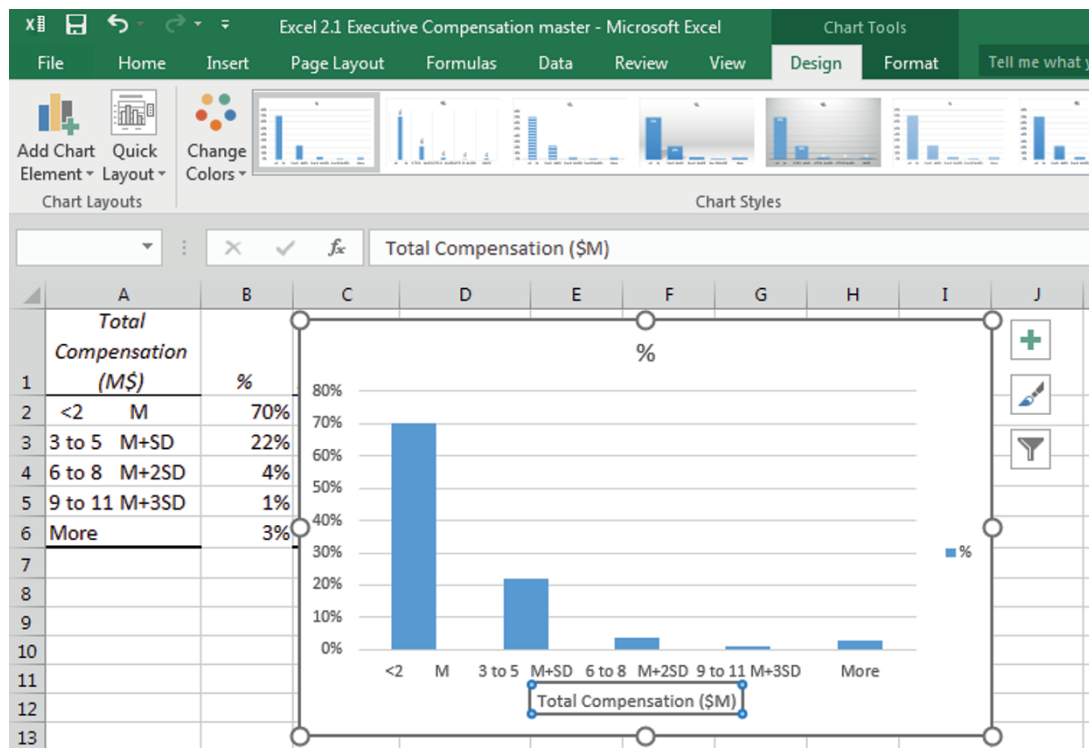 Excel 2.1 Executive Compensation master - Microsoft Excel
Chart Tools
File Home Insert Page Layout Formulas Data Review View Design Format Tell me what
Add Chart Element Quick Layout Change Colors
Chart Layouts
Chart Styles
fx Total Compensation ($M)
A B C D E F G H I J
Total
Compensation
1 (M$) %
2 <2 M 70%
3 3 to 5 M+SD 22%
4 6 to 8 M+2SD 4%
5 9 to 11 M+3SD 1%
6 More 3%
7
8
9
10
11
12
13
%
80%
70%
60%
50%
40%
30%
20%
10%
0%
<2 M 3 to 5 M+SD 6 to 8 M+2SD 9 to 11 M+3SD More
Total Compensation ($M)
%